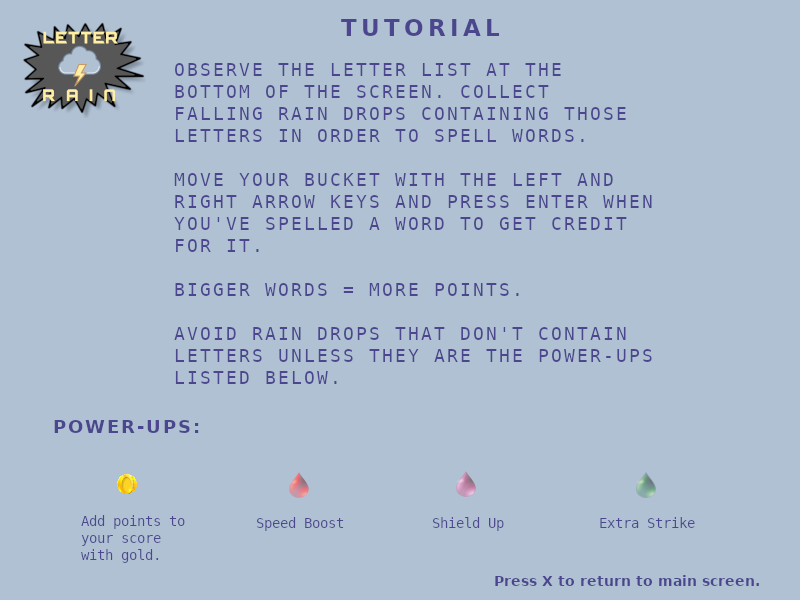 LETTER
RAIN
TUTORIAL
OBSERVE THE LETTER LIST AT THE
BOTTOM OF THE SCREEN. COLLECT
FALLING RAIN DROPS CONTAINING THOSE
LETTERS IN ORDER TO SPELL WORDS.
MOVE YOUR BUCKET WITH THE LEFT AND
RIGHT ARROW KEYS AND PRESS ENTER WHEN
YOU'VE SPELLED A WORD TO GET CREDIT
FOR IT.
BIGGER WORDS = MORE POINTS.
AVOID RAIN DROPS THAT DON'T CONTAIN
LETTERS UNLESS THEY ARE THE POWER-UPS
LISTED BELOW.
POWER-UPS:
Add points to
your score
with gold.
Speed Boost
Shield Up
Extra Strike
Press X to return to main screen.